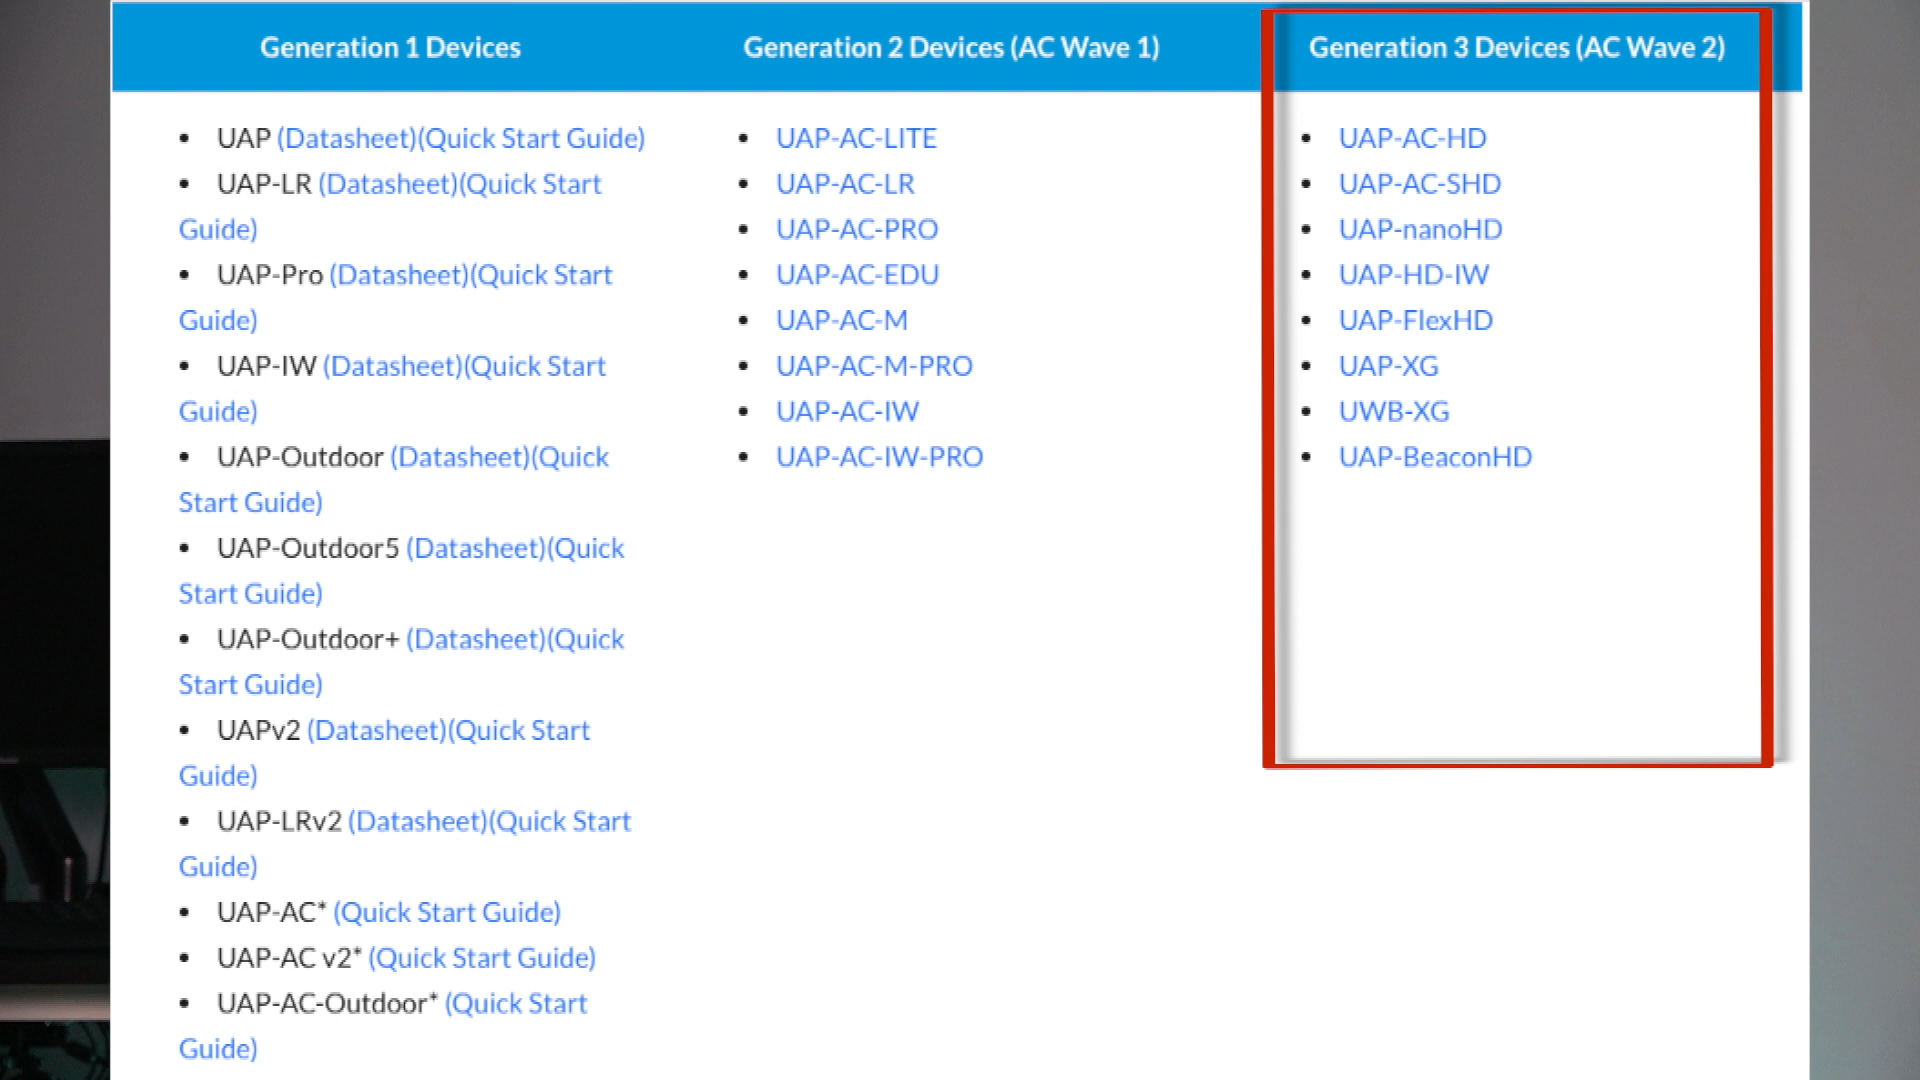 Generation 1 Devices
• UAP (Datasheet)(Quick Start Guide)
• UAP-LR (Datasheet)(Quick Start
Guide)
• UAP-Pro (Datasheet)(Quick Start
Guide)
• UAP-IW (Datasheet)(Quick Start
Guide)
• UAP-Outdoor (Datasheet)(Quick
Start Guide)
• UAP-Outdoor5 (Datasheet)(Quick
Start Guide)
• UAP-Outdoor+ (Datasheet)(Quick
Start Guide)
• UAPv2 (Datasheet)(Quick Start
Guide)
• UAP-LRv2 (Datasheet)(Quick Start
Guide)
• UAP-AC* (Quick Start Guide)
• UAP-AC v2* (Quick Start Guide)
• UAP-AC-Outdoor* (Quick Start
Guide)
Generation 2 Devices (AC Wave 1)
• UAP-AC-LITE
• UAP-AC-LR
• UAP-AC-PRO
• UAP-AC-EDU
• UAP-AC-M
• UAP-AC-M-PRO
• UAP-AC-IW
• UAP-AC-IW-PRO
Generation 3 Devices (AC Wave 2)
• UAP-AC-HD
• UAP-AC-SHD
• UAP-nanoHD
• UAP-HD-IW
• UAP-FlexHD
• UAP-XG
• UWB-XG
• UAP-BeaconHD